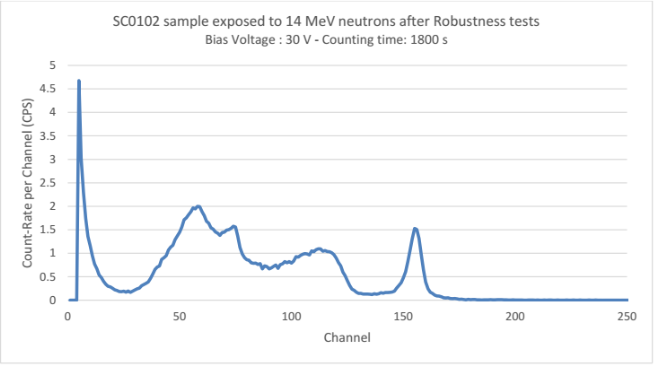 SC0102 sample exposed to 14 MeV neutrons after Robustness tests
Bias Voltage : 30 V - Counting time: 1800 s
Count-Rate per Channel (CPS)
5
4.5
4
3.5
3
2.5
2
1.5
1
0.5
0
0 50 100 150 200 250
Channel